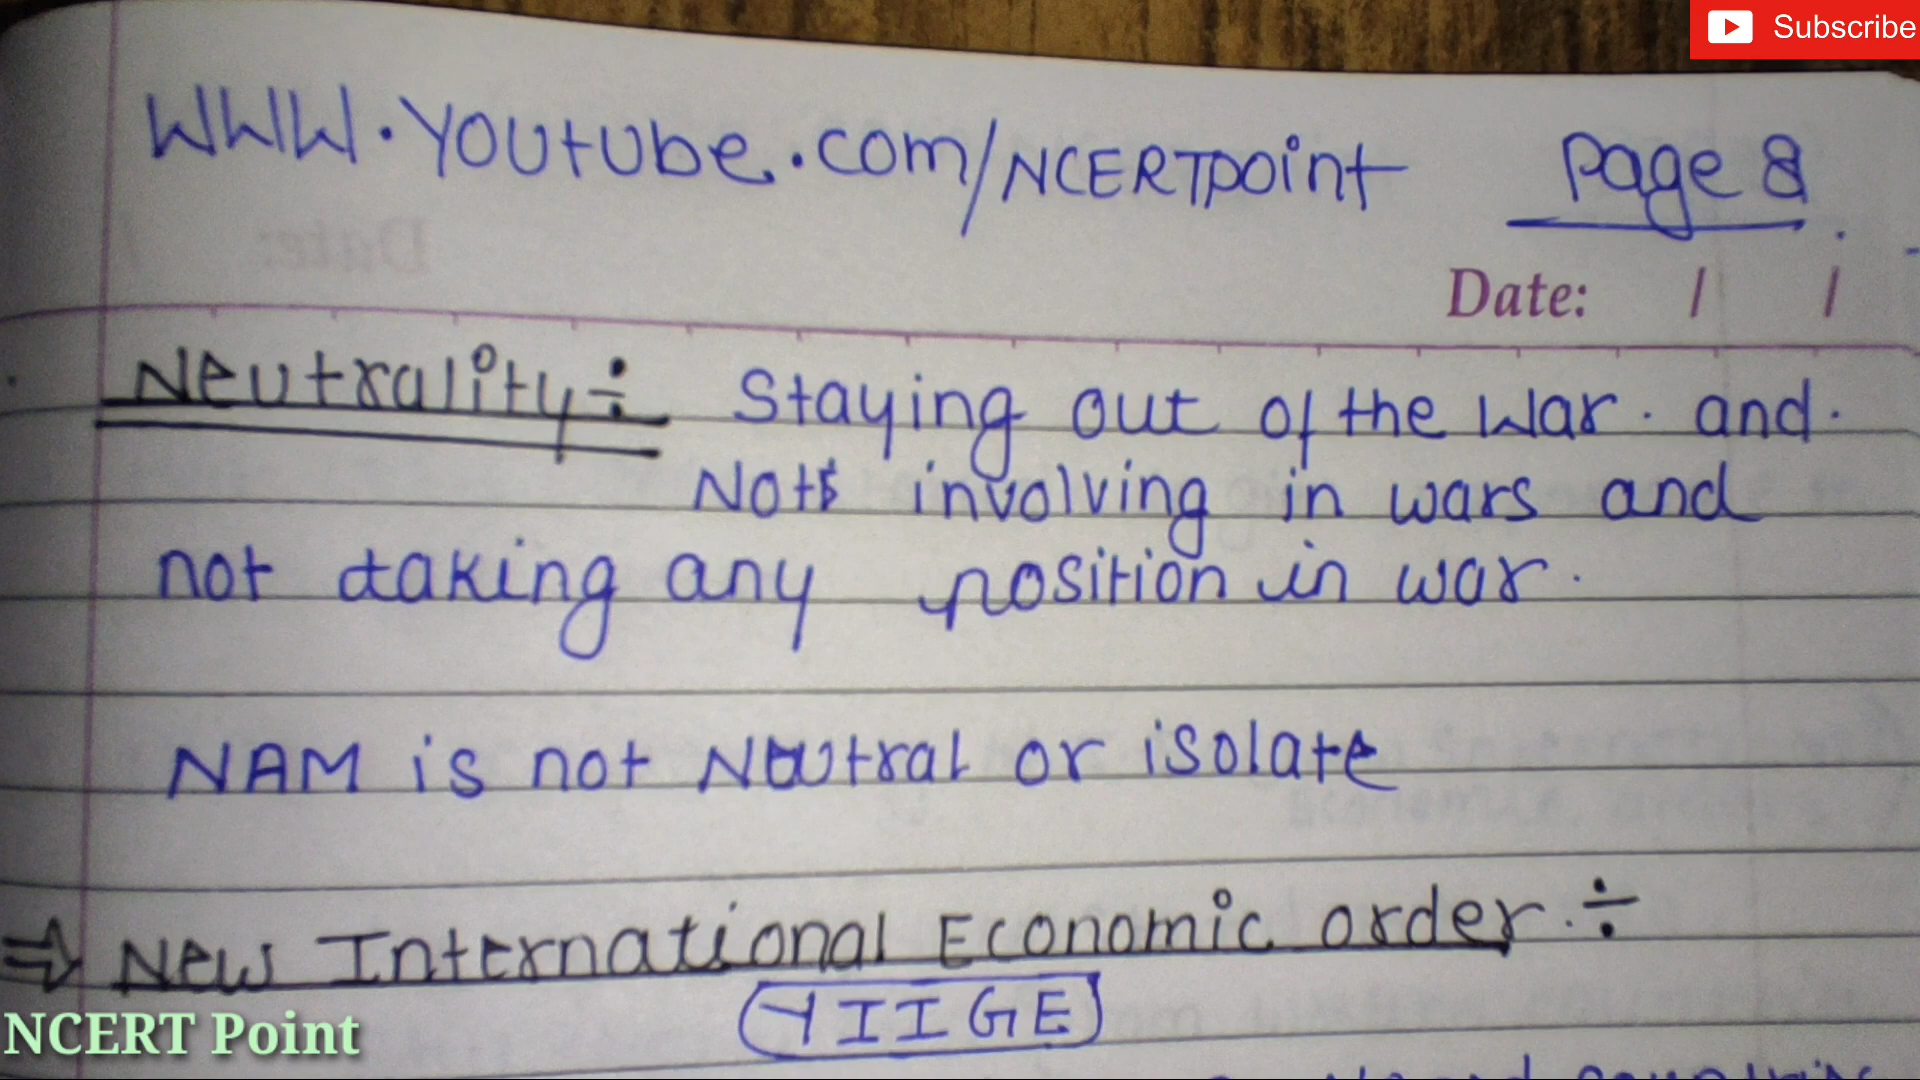 Subscribe
WWW.YouTube.com/NCERTPoint Page 8
Date: / /
Neutrality÷ Staying out of the War. and.
Not involving in wars and
not taking any position in war.
NAM is not Neutral or isolate
⇒ New International Economic order.÷
YIIGE
NCERT Point